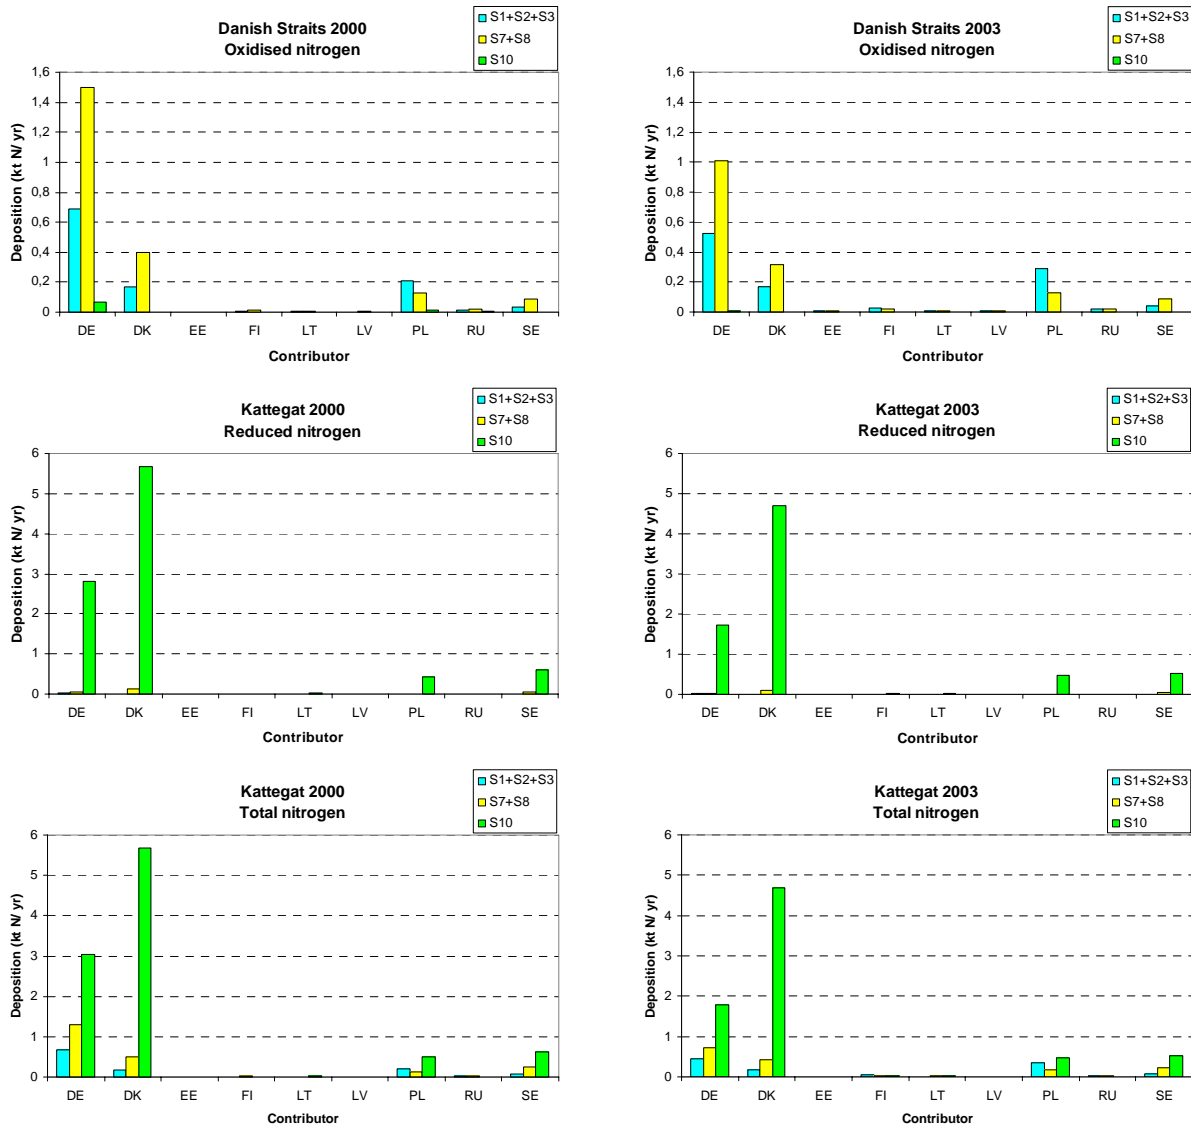 Danish Straits 2000
Oxidised nitrogen
S1+S2+S3
S7+S8
S10
Deposition (kt N/ yr)
1,6
1,4
1,2
1
0,8
0,6
0,4
0,2
0
DE DK EE FI LT LV PL RU SE
Contributor
Danish Straits 2003
Oxidised nitrogen
S1+S2+S3
S7+S8
S10
Deposition (kt N/ yr)
1,6
1,4
1,2
1
0,8
0,6
0,4
0,2
0
DE DK EE FI LT LV PL RU SE
Contributor
Kattegat 2000
Reduced nitrogen
S1+S2+S3
S7+S8
S10
Deposition (kt N/ yr)
6
5
4
3
2
1
0
DE DK EE FI LT LV PL RU SE
Contributor
Kattegat 2003
Reduced nitrogen
S1+S2+S3
S7+S8
S10
Deposition (kt N/ yr)
6
5
4
3
2
1
0
DE DK EE FI LT LV PL RU SE
Contributor
Kattegat 2000
Total nitrogen
S1+S2+S3
S7+S8
S10
Deposition (kt N/ yr)
6
5
4
3
2
1
0
DE DK EE FI LT LV PL RU SE
Contributor
Kattegat 2003
Total nitrogen
S1+S2+S3
S7+S8
S10
Deposition (kt N/ yr)
6
5
4
3
2
1
0
DE DK EE FI LT LV PL RU SE
Contributor